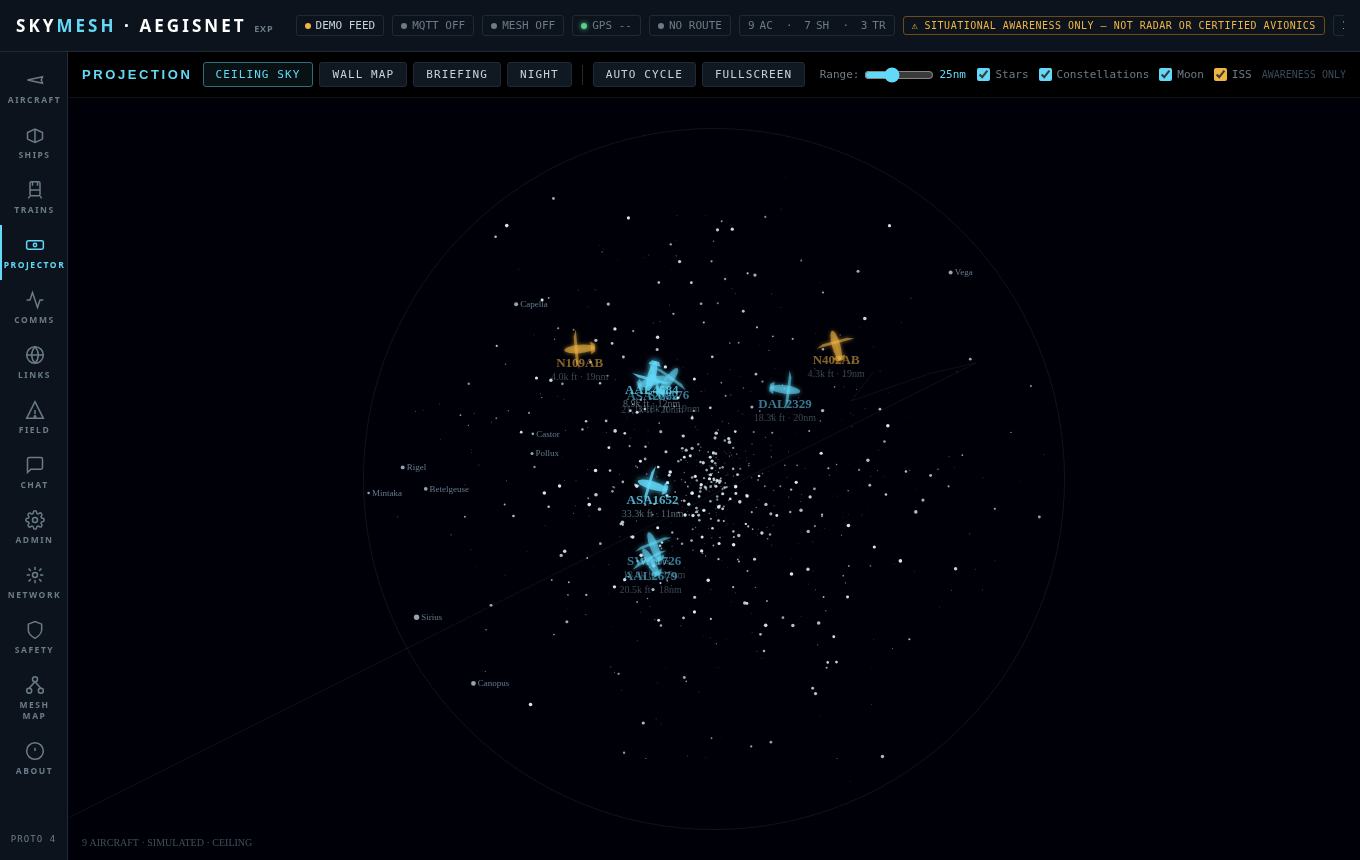 SKYMESH · AEGISNET EXP
DEMO FEED
MQTT OFF
MESH OFF
GPS --
NO ROUTE
9 AC · 7 SH · 3 TR
⚠ SITUATIONAL AWARENESS ONLY — NOT RADAR OR CERTIFIED AVIONICS
PROJECTION
CEILING SKY
WALL MAP
BRIEFING
NIGHT
AUTO CYCLE
FULLSCREEN
Range: 25nm
Stars
Constellations
Moon
ISS
AWARENESS ONLY
AIRCRAFT
SHIPS
TRAINS
PROJECTOR
COMMS
LINKS
FIELD
CHAT
ADMIN
NETWORK
SAFETY
MESH
MAP
ABOUT
PROTO 4
Vega
Capella
N109AB
4.0k ft · 19nm
N402AB
4.3k ft · 19nm
DAL2329
18.3k ft · 20nm
Castor
Pollux
Rigel
Betelgeuse
Mintaka
ASA1652
33.3k ft · 11nm
AAL2679
20.5k ft · 18nm
Sirius
Canopus
9 AIRCRAFT · SIMULATED · CEILING